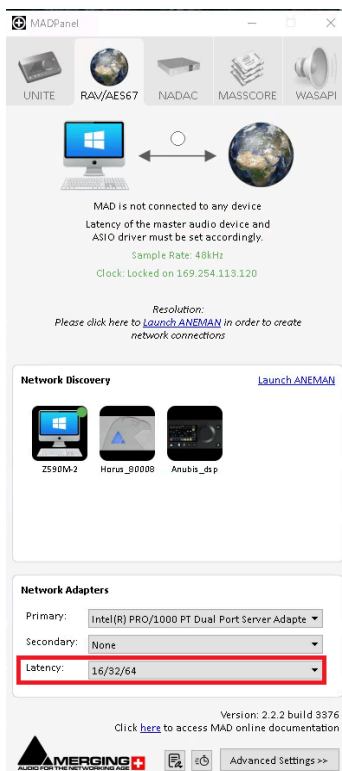 MADPanel
UNITE
RAV/AES67
NADAC
MASSCORE
WASAPI
MAD is not connected to any device
Latency of the master audio device and
ASIO driver must be set accordingly.
Sample Rate: 48kHz
Clock: Locked on 169.254.113.120
Resolution:
Please click here to Launch ANEMAN in order to create
network connections
Network Discovery
Launch ANEMAN
Z590M-2
Horus_80008
Anubis_dsp
Network Adapters
Primary:
Intel(R) PRO/1000 PT Dual Port Server Adapte
Secondary:
None
Latency:
16/32/64
Version: 2.2.2 build 3376
Click here to access MAD online documentation
MERGING
AUDIO FOR THE NETWORKING AGE
Advanced Settings >>